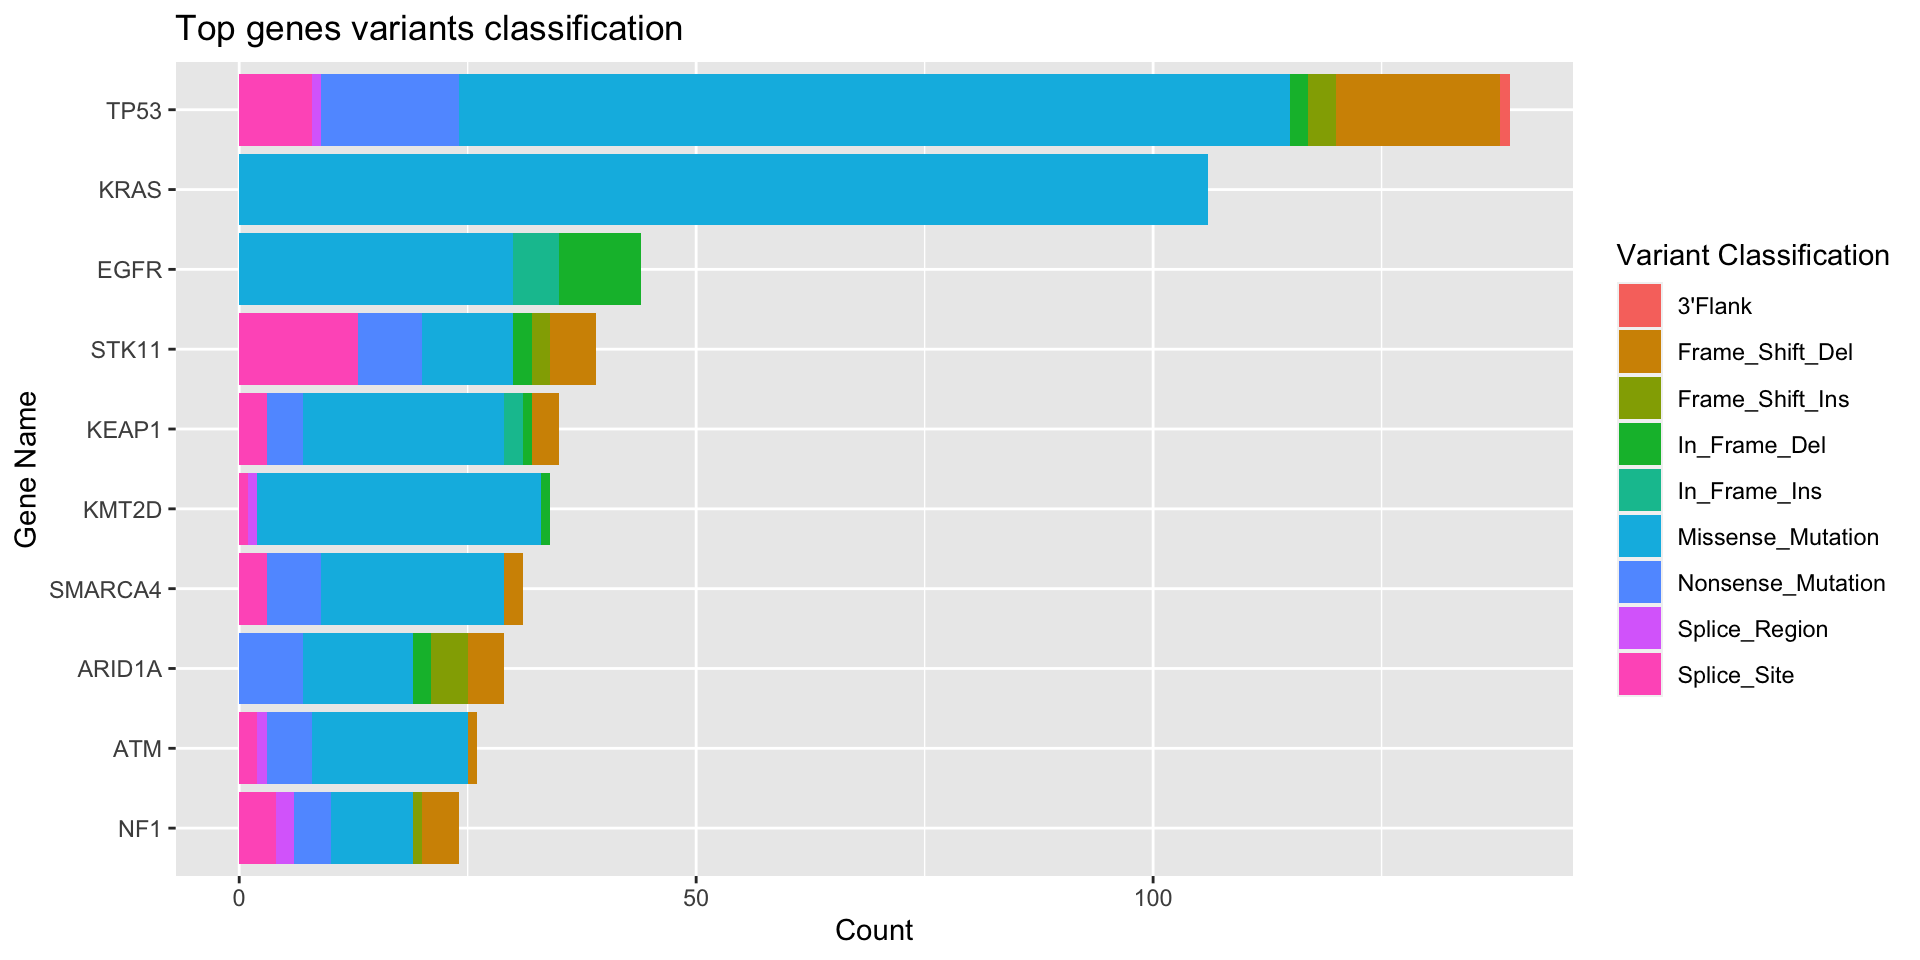 Top genes variants classification
Gene Name
TP53
KRAS
EGFR
STK11
KEAP1
KMT2D
SMARCA4
ARID1A
ATM
NF1
0 50 100
Count
Variant Classification
3'Flank
Frame_Shift_Del
Frame_Shift_Ins
In_Frame_Del
In_Frame_Ins
Missense_Mutation
Nonsense_Mutation
Splice_Region
Splice_Site